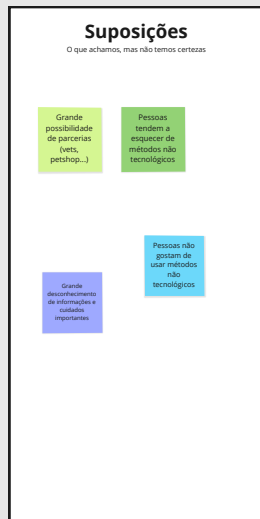 Suposições
O que achamos, mas não temos certezas
Grande
possibilidade
de parcerias
(vets,
petshop...)
Pessoas
tendem a
esquecer de
métodos não
tecnológicos
Pessoas não
gostam de
usar métodos
não
tecnológicos
Grande
desconhecimento
de informações e
cuidados
importantes